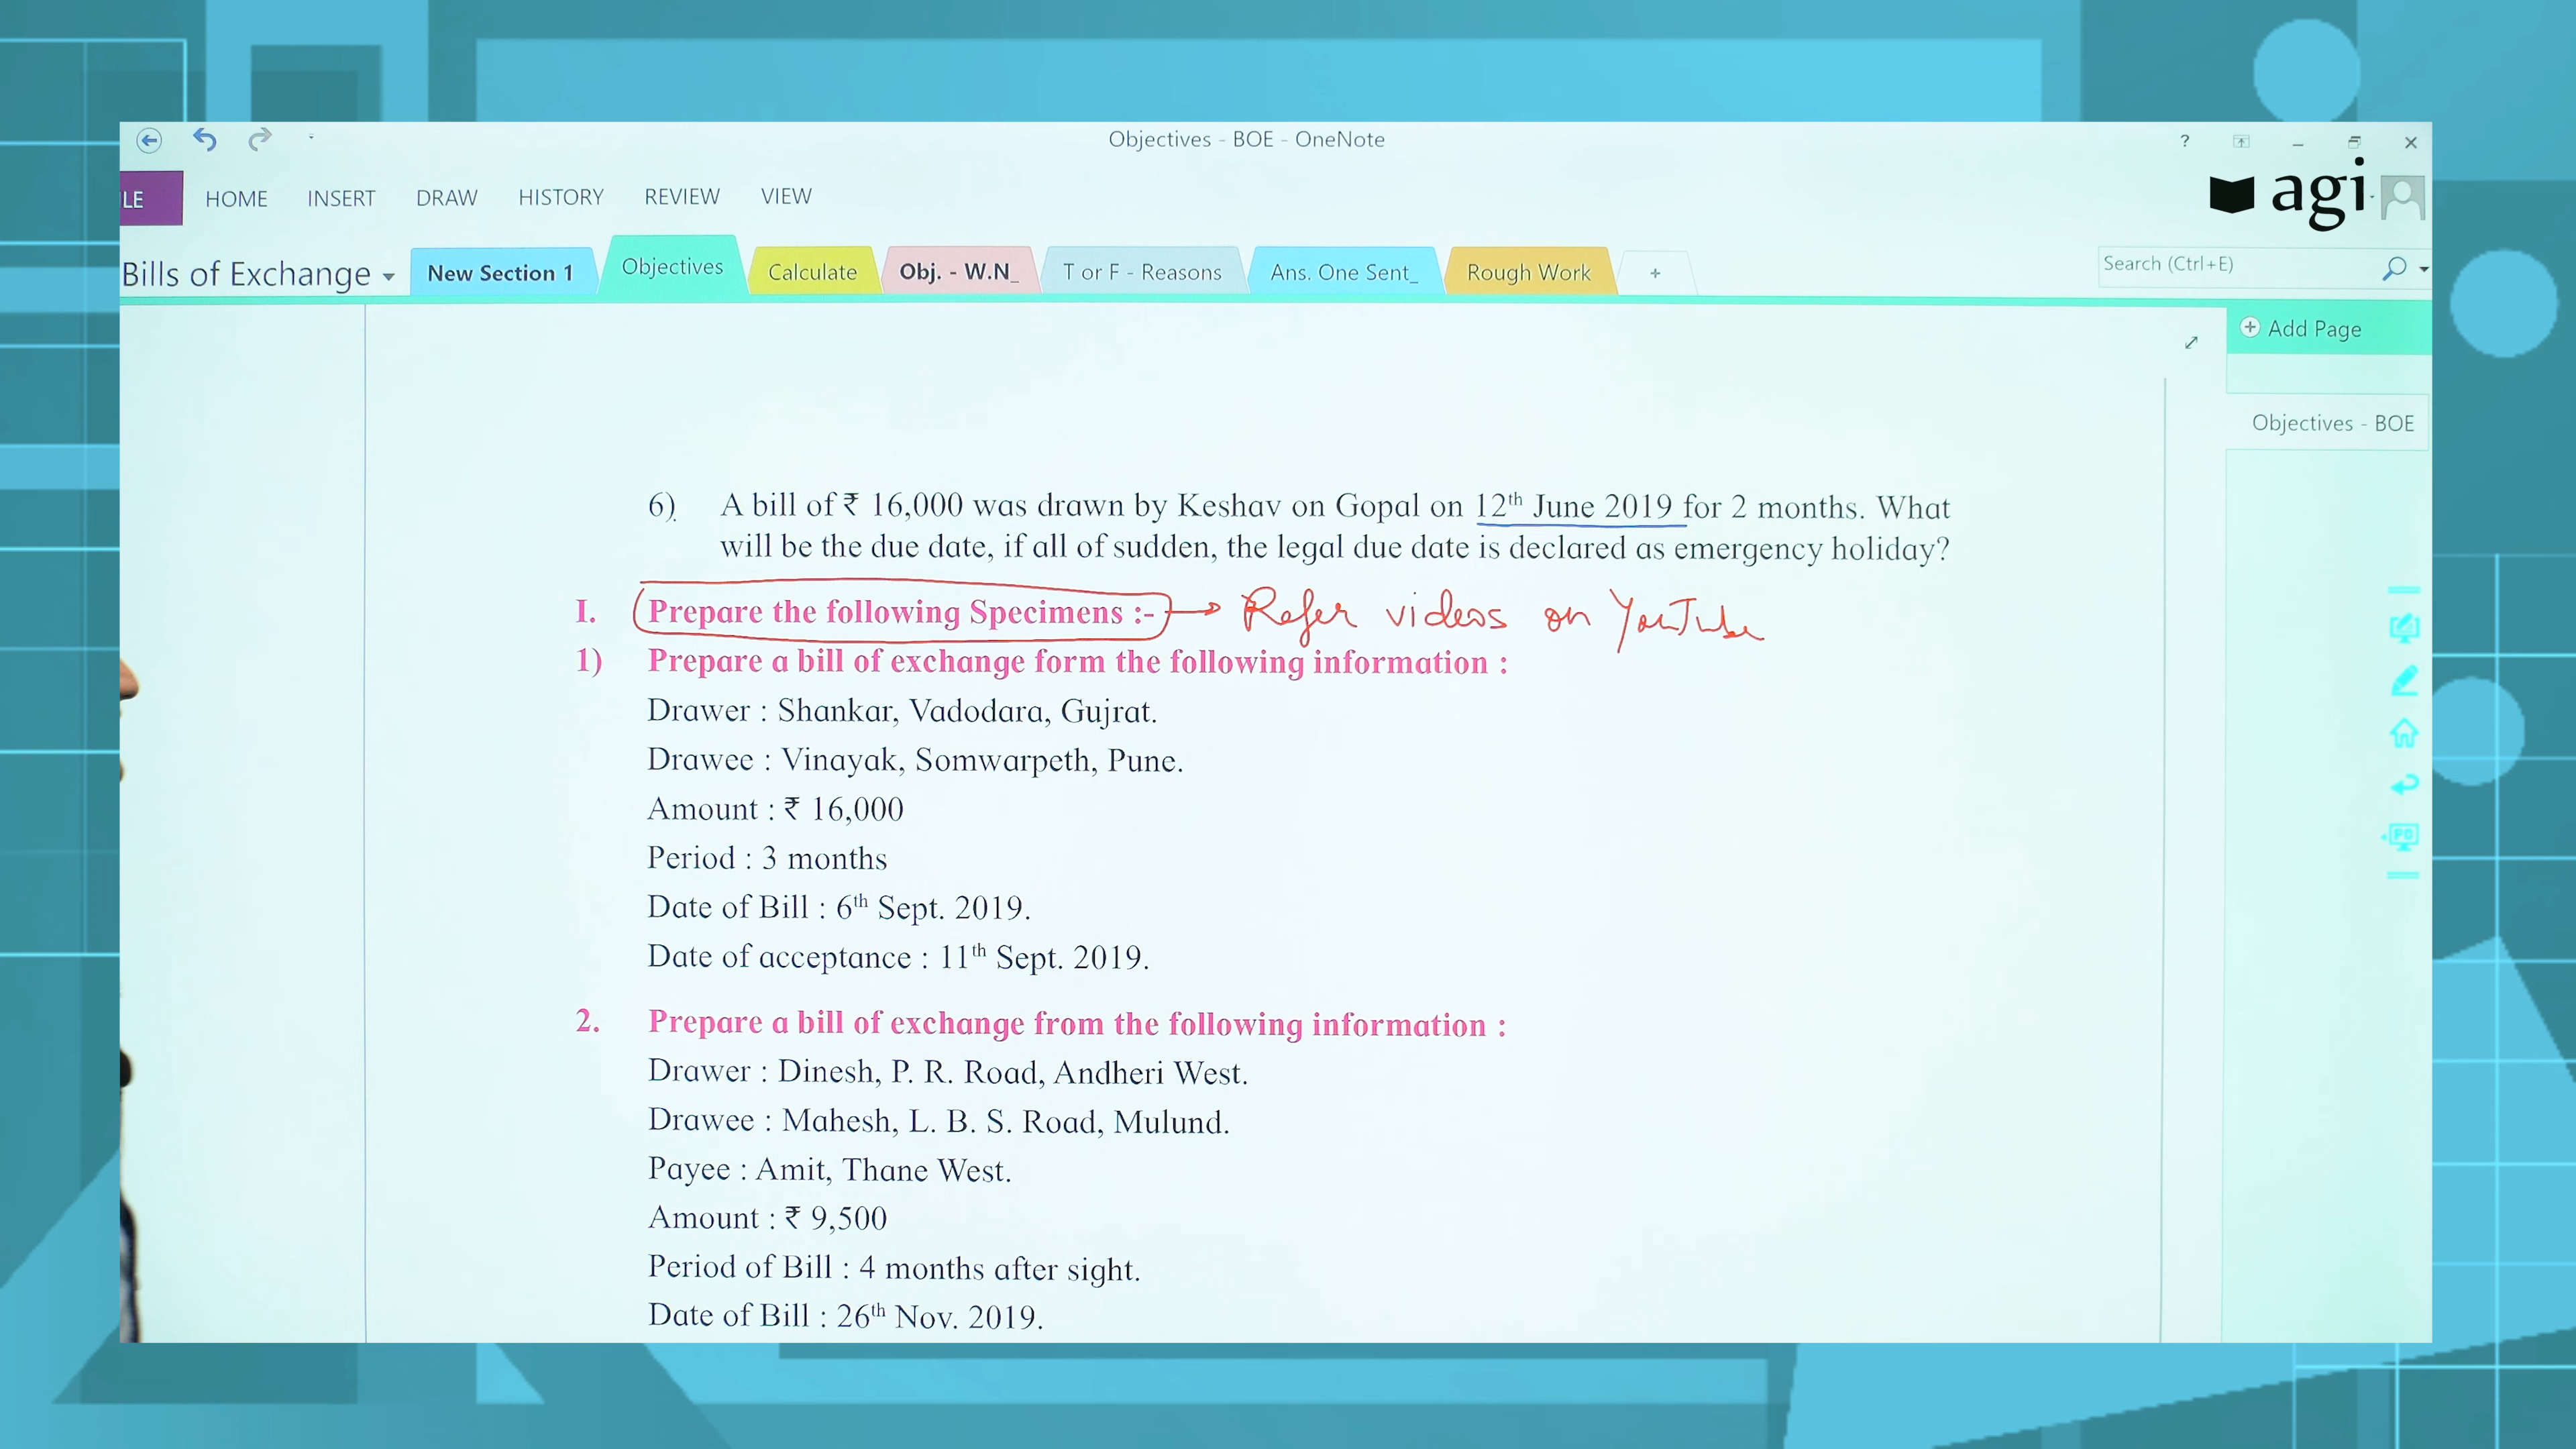 Objectives - BOE - OneNote
?
LE HOME INSERT DRAW HISTORY REVIEW VIEW
agi
Bills of Exchange New Section 1 Objectives Calculate Obj. - W.N_ T or F - Reasons Ans. One Sent_ Rough Work +
Search (Ctrl+E)
Add Page
Objectives - BOE
6) A bill of ₹ 16,000 was drawn by Keshav on Gopal on 12th June 2019 for 2 months. What
will be the due date, if all of sudden, the legal due date is declared as emergency holiday?
I. Prepare the following Specimens :- Refer videos on YouTube
1) Prepare a bill of exchange form the following information :
Drawer : Shankar, Vadodara, Gujrat.
Drawee : Vinayak, Somwarpeth, Pune.
Amount : ₹ 16,000
Period : 3 months
Date of Bill : 6th Sept. 2019.
Date of acceptance : 11th Sept. 2019.
2. Prepare a bill of exchange from the following information :
Drawer : Dinesh, P. R. Road, Andheri West.
Drawee : Mahesh, L. B. S. Road, Mulund.
Payee : Amit, Thane West.
Amount : ₹ 9,500
Period of Bill : 4 months after sight.
Date of Bill : 26th Nov. 2019.
PC